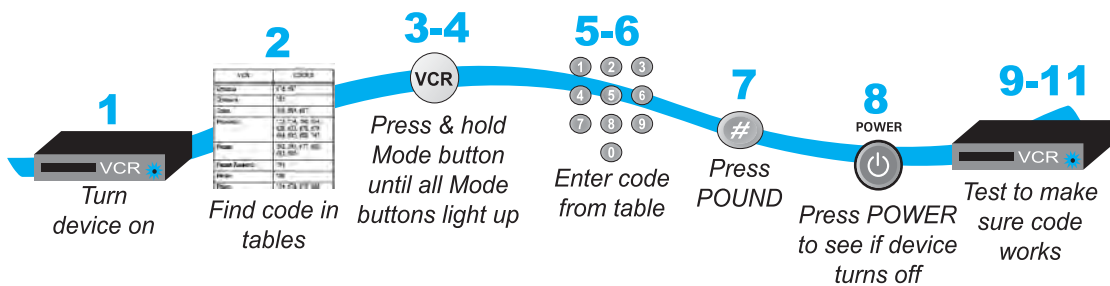 1
VCR
Turn
device on
2
VCR CODES
Find code in
tables
3-4
VCR
Press & hold
Mode button
until all Mode
buttons light up
5-6
1 2 3
4 5 6
7 8 9
0
Enter code
from table
7
#
Press
POUND
8
POWER
Press POWER
to see if device
turns off
9-11
VCR
Test to make
sure code
works